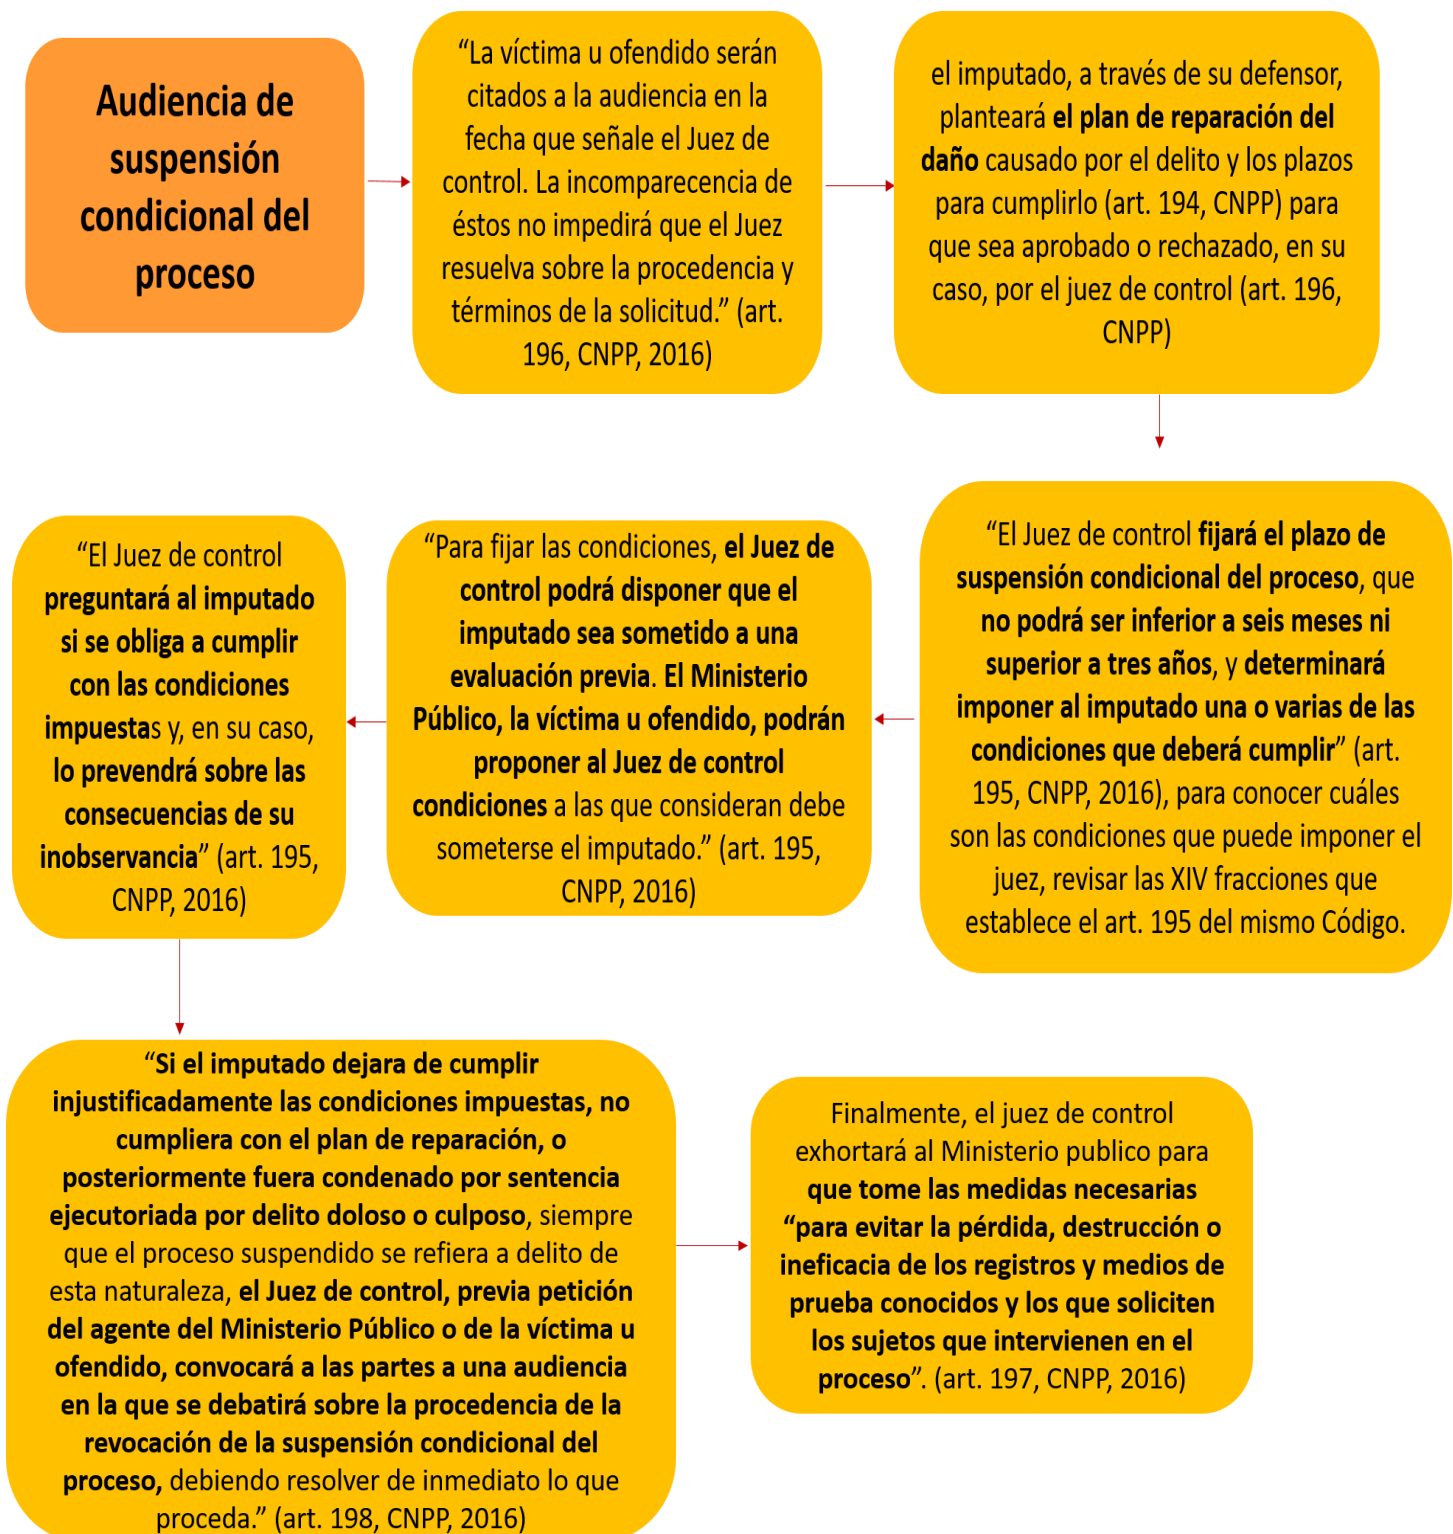 Audiencia de
suspensión
condicional del
proceso
“La víctima u ofendido serán
citados a la audiencia en la
fecha que señale el Juez de
control. La incomparecencia de
éstos no impedirá que el Juez
resuelva sobre la procedencia y
términos de la solicitud.” (art.
196, CNPP, 2016)
el imputado, a través de su defensor,
planteará el plan de reparación del
daño causado por el delito y los plazos
para cumplirlo (art. 194, CNPP) para
que sea aprobado o rechazado, en su
caso, por el juez de control (art. 196,
CNPP)
“El Juez de control fijará el plazo de
suspensión condicional del proceso, que
no podrá ser inferior a seis meses ni
superior a tres años, y determinará
imponer al imputado una o varias de las
condiciones que deberá cumplir” (art.
195, CNPP, 2016), para conocer cuáles
son las condiciones que puede imponer el
juez, revisar las XIV fracciones que
establece el art. 195 del mismo Código.
“Para fijar las condiciones, el Juez de
control podrá disponer que el
imputado sea sometido a una
evaluación previa. El Ministerio
Público, la víctima u ofendido, podrán
proponer al Juez de control
condiciones a las que consideran debe
someterse el imputado.” (art. 195,
CNPP, 2016)
“El Juez de control
preguntará al imputado
si se obliga a cumplir
con las condiciones
impuestas y, en su caso,
lo prevendrá sobre las
consecuencias de su
inobservancia” (art. 195,
CNPP, 2016)
“Si el imputado dejara de cumplir
injustificadamente las condiciones impuestas, no
cumpliera con el plan de reparación, o
posteriormente fuera condenado por sentencia
ejecutoriada por delito doloso o culposo, siempre
que el proceso suspendido se refiera a delito de
esta naturaleza, el Juez de control, previa petición
del agente del Ministerio Público o de la víctima u
ofendido, convocará a las partes a una audiencia
en la que se debatirá sobre la procedencia de la
revocación de la suspensión condicional del
proceso, debiendo resolver de inmediato lo que
proceda.” (art. 198, CNPP, 2016)
Finalmente, el juez de control
exhortará al Ministerio publico para
que tome las medidas necesarias
“para evitar la pérdida, destrucción o
ineficacia de los registros y medios de
prueba conocidos y los que soliciten
los sujetos que intervienen en el
proceso”. (art. 197, CNPP, 2016)